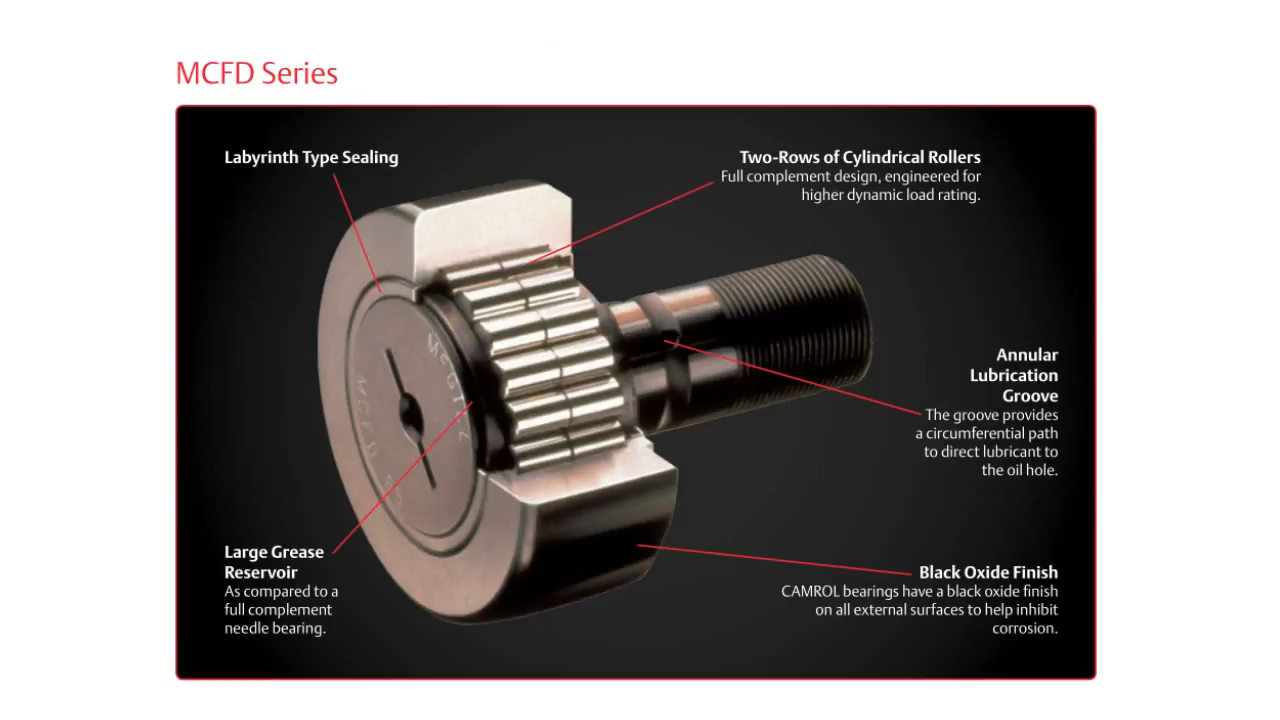 MCFD Series
Labyrinth Type Sealing
Two-Rows of Cylindrical Rollers
Full complement design, engineered for
higher dynamic load rating.
Annular
Lubrication
Groove
The groove provides
a circumferential path
to direct lubricant to
the oil hole.
Large Grease
Reservoir
As compared to a
full complement
needle bearing.
Black Oxide Finish
CAMROL bearings have a black oxide finish
on all external surfaces to help inhibit
corrosion.
MCFD